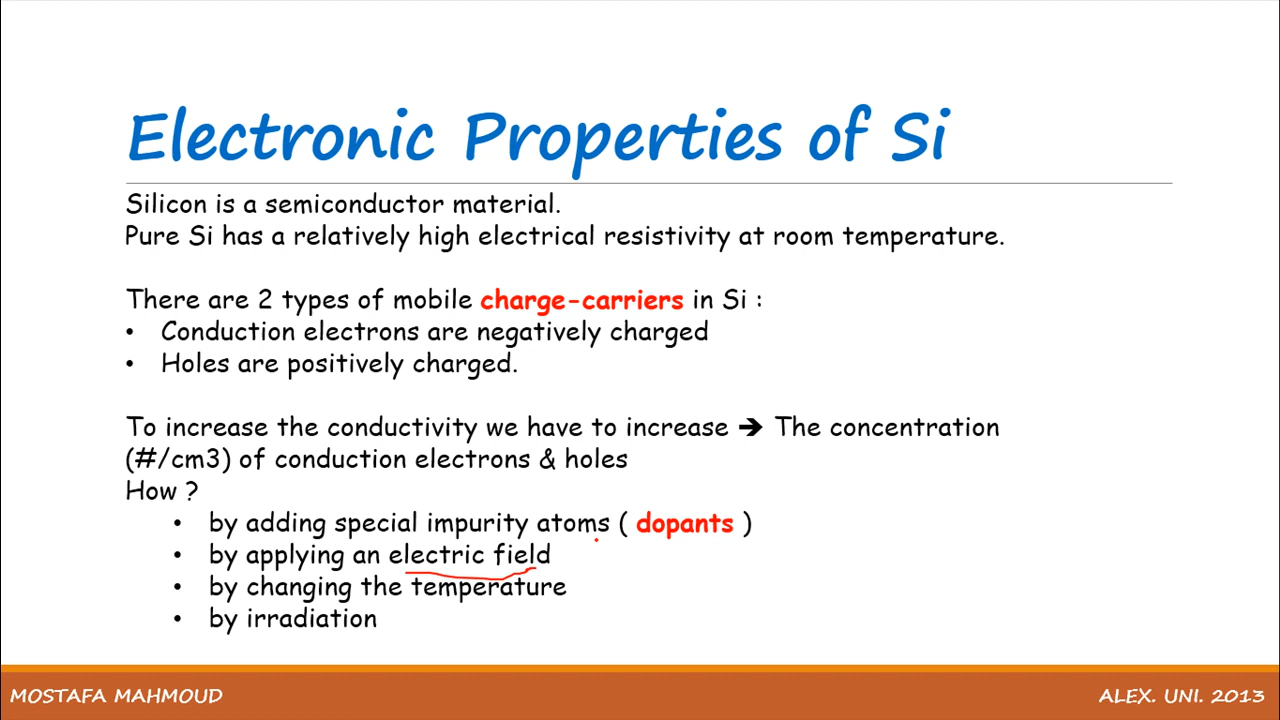 Electronic Properties of Si
Silicon is a semiconductor material.
Pure Si has a relatively high electrical resistivity at room temperature.
There are 2 types of mobile charge-carriers in Si :
• Conduction electrons are negatively charged
• Holes are positively charged.
To increase the conductivity we have to increase ➔ The concentration
(#/cm3) of conduction electrons & holes
How ?
• by adding special impurity atoms ( dopants )
• by applying an electric field
• by changing the temperature
• by irradiation
MOSTAFA MAHMOUD
ALEX. UNI. 2013